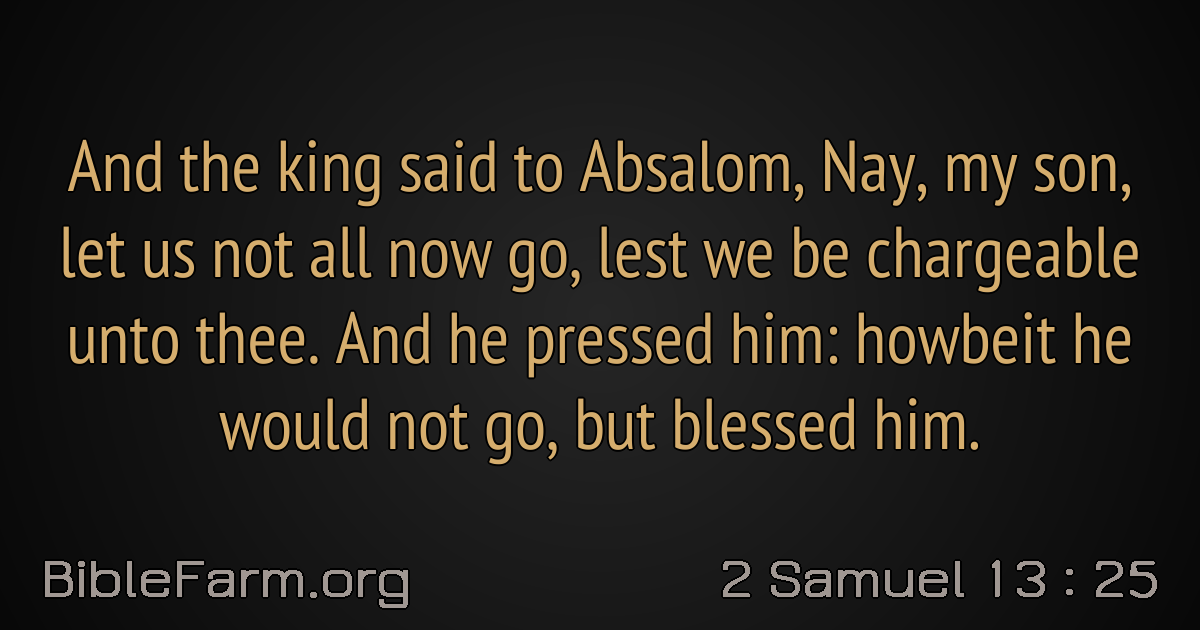 And the king said to Absalom, Nay, my son,
let us not all now go, lest we be chargeable
unto thee. And he pressed him: howbeit he
would not go, but blessed him.
BibleFarm.org
2 Samuel 13 : 25